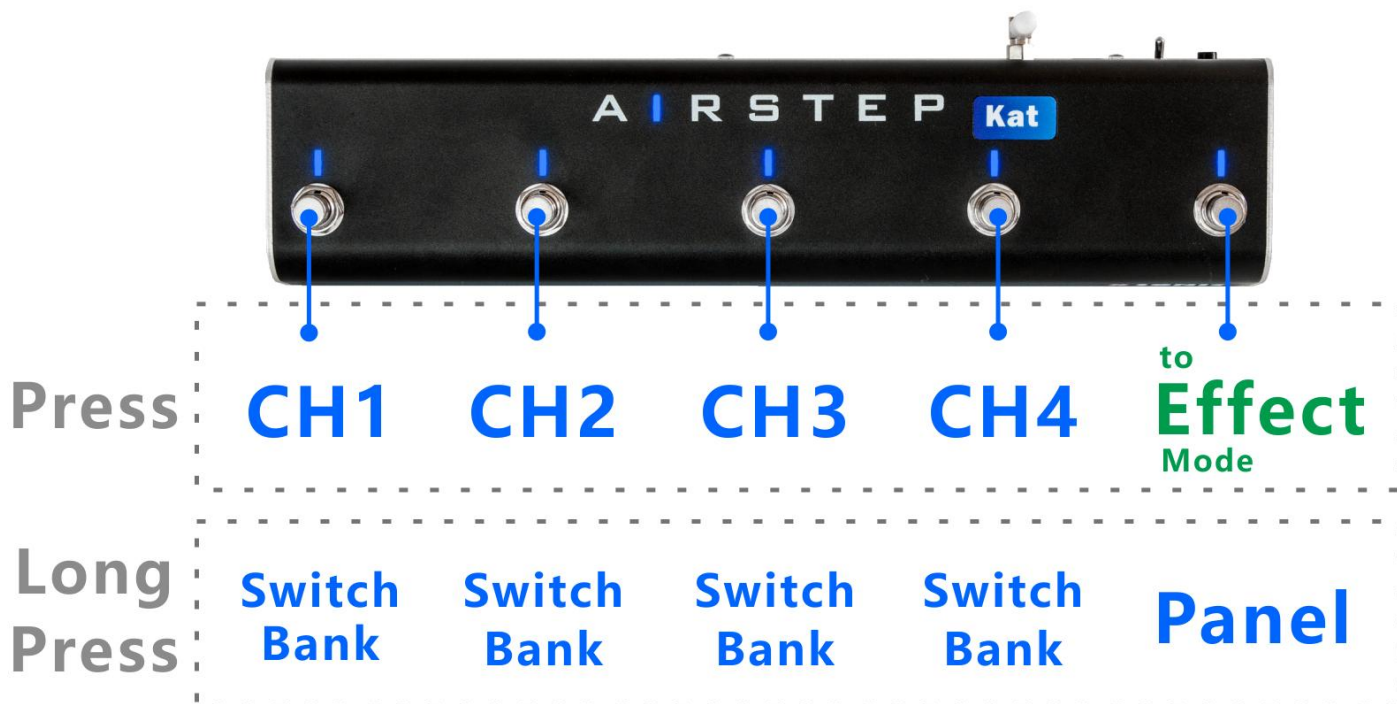 AIRSTEP Kat
Press
CH1 CH2 CH3 CH4
to
Effect
Mode
Long
Press
Switch Switch Switch Switch
Bank Bank Bank Bank
Panel